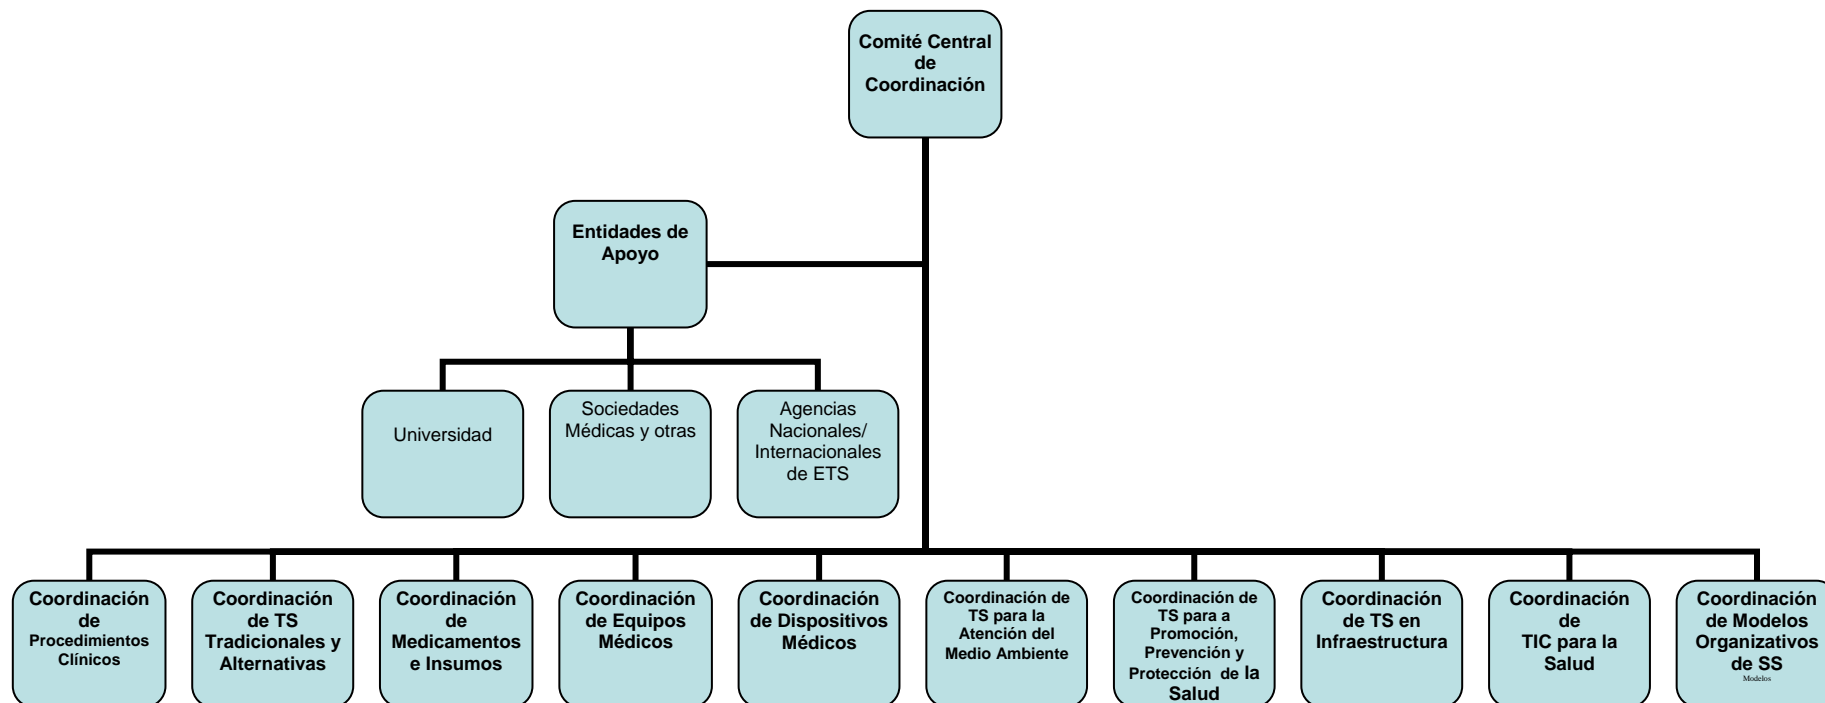 Comité Central
de
Coordinación
Entidades de
Apoyo
Universidad
Sociedades
Médicas y otras
Agencias
Nacionales/
Internacionales
de ETS
Coordinación
de
Procedimientos
Clínicos
Coordinación
de TS
Tradicionales y
Alternativas
Coordinación
de
Medicamentos
e Insumos
Coordinación
de Equipos
Médicos
Coordinación
de Dispositivos
Médicos
Coordinación de
TS para la
Atención del
Medio Ambiente
Coordinación de
TS para a
Promoción,
Prevención y
Protección de la
Salud
Coordinación
de TS en
Infraestructura
Coordinación
de
TIC para la
Salud
Coordinación
de Modelos
Organizativos
de SS
Modelos